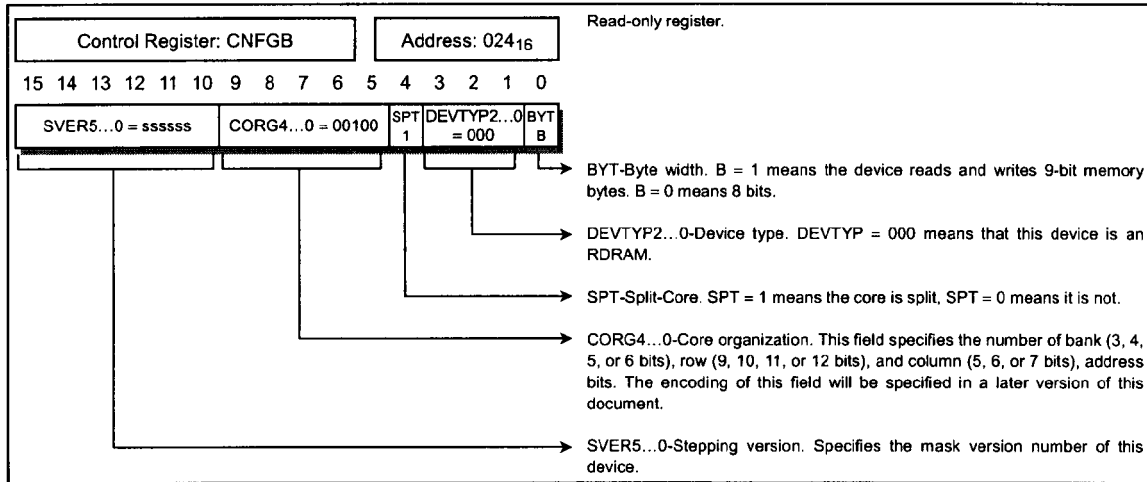 Read-only register.
Control Register: CNFGB
Address: 024₁₆
15 14 13 12 11 10 9 8 7 6 5 4 3 2 1 0
SVER5...0 = ssssss
CORG4...0 = 00100
SPT
1
DEVTYP2...0
= 000
BYT
B
BYT-Byte width. B = 1 means the device reads and writes 9-bit memory
bytes. B = 0 means 8 bits.
DEVTYP2...0-Device type. DEVTYP = 000 means that this device is an
RDRAM.
SPT-Split-Core. SPT = 1 means the core is split, SPT = 0 means it is not.
CORG4...0-Core organization. This field specifies the number of bank (3, 4,
5, or 6 bits), row (9, 10, 11, or 12 bits), and column (5, 6, or 7 bits), address
bits. The encoding of this field will be specified in a later version of this
document.
SVER5...0-Stepping version. Specifies the mask version number of this
device.